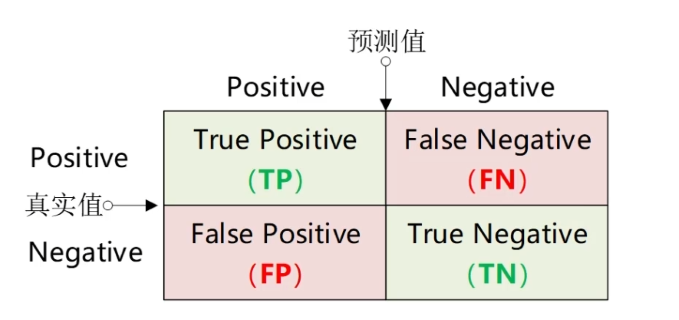 预测值
Positive Negative
True Positive False Negative
Positive
(TP) (FN)
真实值
False Positive True Negative
Negative
(FP) (TN)